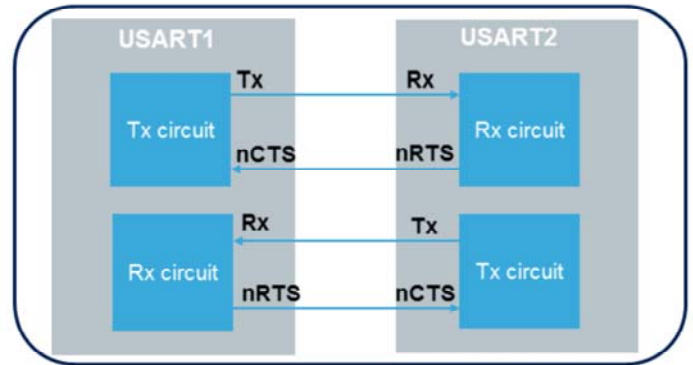 USART1
USART2
Tx
Rx
Tx circuit
Rx circuit
nCTS
nRTS
Rx
Tx
Rx circuit
Tx circuit
nRTS
nCTS